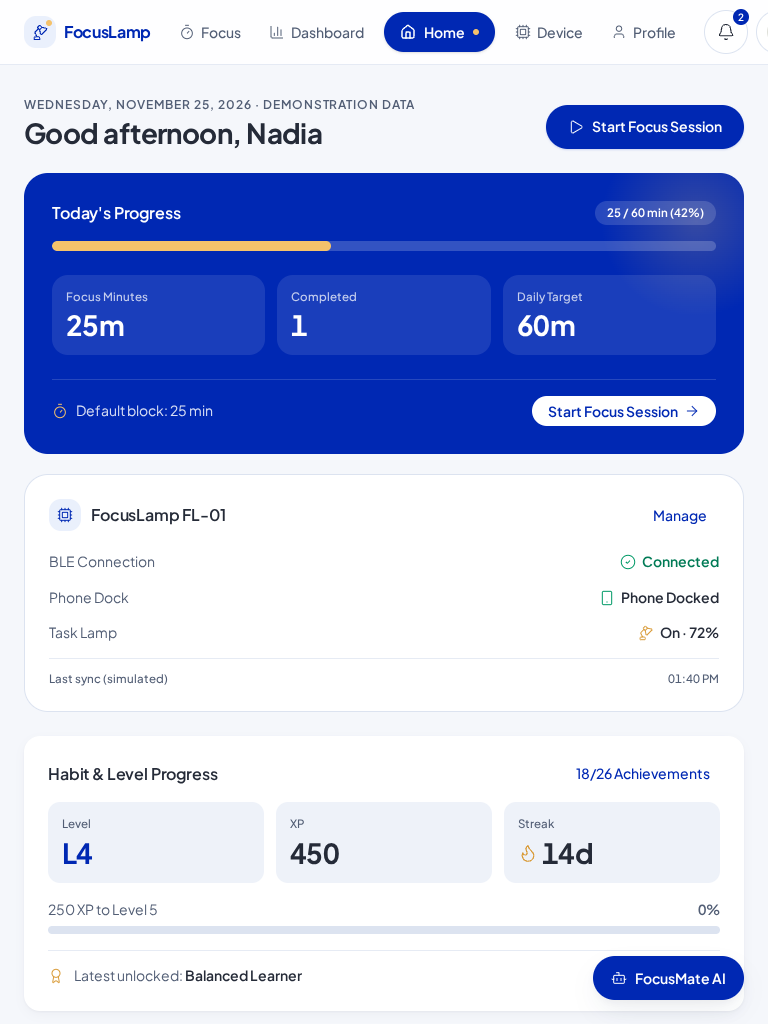 FocusLamp
Focus
Dashboard
Home
Device
Profile
2
WEDNESDAY, NOVEMBER 25, 2026 · DEMONSTRATION DATA
Good afternoon, Nadia
Start Focus Session
Today's Progress
25 / 60 min (42%)
Focus Minutes
25m
Completed
1
Daily Target
60m
Default block: 25 min
Start Focus Session
FocusLamp FL-01
Manage
BLE Connection
Connected
Phone Dock
Phone Docked
Task Lamp
On · 72%
Last sync (simulated)
01:40 PM
Habit & Level Progress
18/26 Achievements
Level
L4
XP
450
Streak
14d
250 XP to Level 5
0%
Latest unlocked: Balanced Learner
FocusMate AI